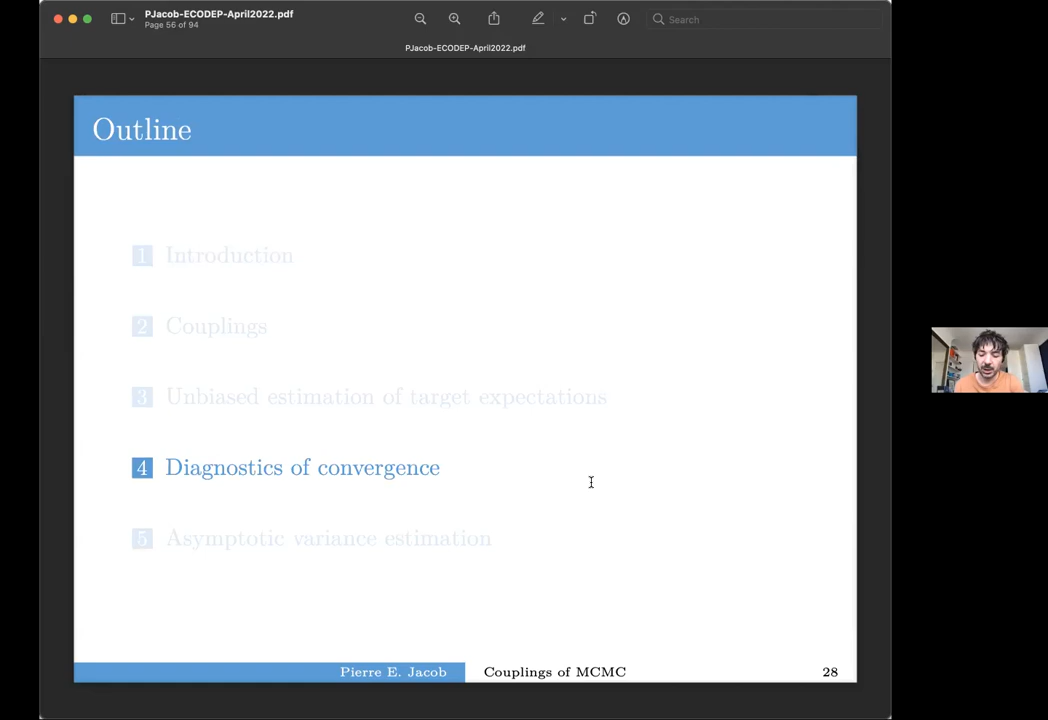 PJacob-ECODEP-April2022.pdf
Page 56 of 94
Search
PJacob-ECODEP-April2022.pdf
Outline
1 Introduction
2 Couplings
3 Unbiased estimation of target expectations
4 Diagnostics of convergence
5 Asymptotic variance estimation
Pierre E. Jacob
Couplings of MCMC
28